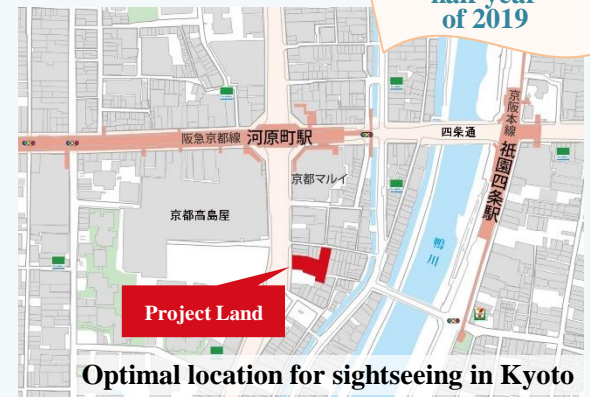 half year
of 2019
阪急京都線 河原町駅
四条通
京阪本線
祇園四条駅
京都マルイ
京都高島屋
鴨川
Project Land
Optimal location for sightseeing in Kyoto